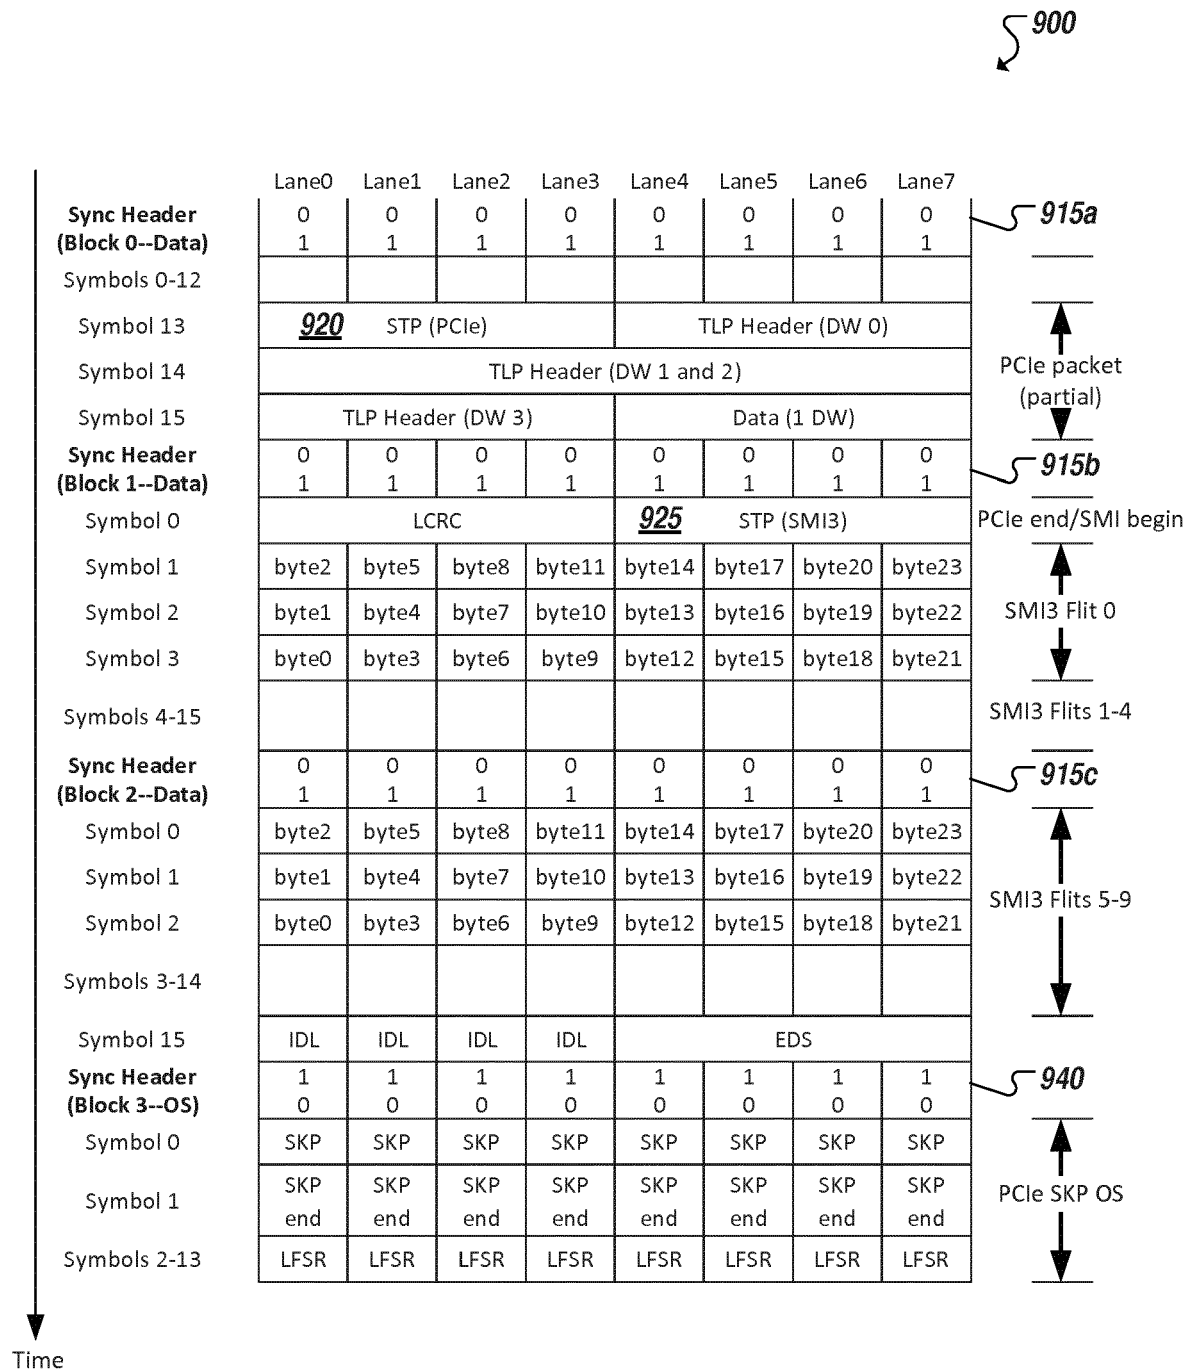 900
Lane0 Lane1 Lane2 Lane3 Lane4 Lane5 Lane6 Lane7
Sync Header 0 0 0 0 0 0 0 0 915a
(Block 0--Data) 1 1 1 1 1 1 1 1
Symbols 0-12
Symbol 13 920 STP (PCIe) TLP Header (DW 0)
Symbol 14 TLP Header (DW 1 and 2) PCIe packet
(partial)
Symbol 15 TLP Header (DW 3) Data (1 DW)
Sync Header 0 0 0 0 0 0 0 0 915b
(Block 1--Data) 1 1 1 1 1 1 1 1
Symbol 0 LCRC 925 STP (SMI3) PCIe end/SMI begin
Symbol 1 byte2 byte5 byte8 byte11 byte14 byte17 byte20 byte23
Symbol 2 byte1 byte4 byte7 byte10 byte13 byte16 byte19 byte22 SMI3 Flit 0
Symbol 3 byte0 byte3 byte6 byte9 byte12 byte15 byte18 byte21
Symbols 4-15 SMI3 Flits 1-4
Sync Header 0 0 0 0 0 0 0 0 915c
(Block 2--Data) 1 1 1 1 1 1 1 1
Symbol 0 byte2 byte5 byte8 byte11 byte14 byte17 byte20 byte23
Symbol 1 byte1 byte4 byte7 byte10 byte13 byte16 byte19 byte22 SMI3 Flits 5-9
Symbol 2 byte0 byte3 byte6 byte9 byte12 byte15 byte18 byte21
Symbols 3-14
Symbol 15 IDL IDL IDL IDL EDS
Sync Header 1 1 1 1 1 1 1 1 940
(Block 3--OS) 0 0 0 0 0 0 0 0
Symbol 0 SKP SKP SKP SKP SKP SKP SKP SKP
Symbol 1 SKP SKP SKP SKP SKP SKP SKP SKP PCIe SKP OS
end end end end end end end end
Symbols 2-13 LFSR LFSR LFSR LFSR LFSR LFSR LFSR LFSR
Time